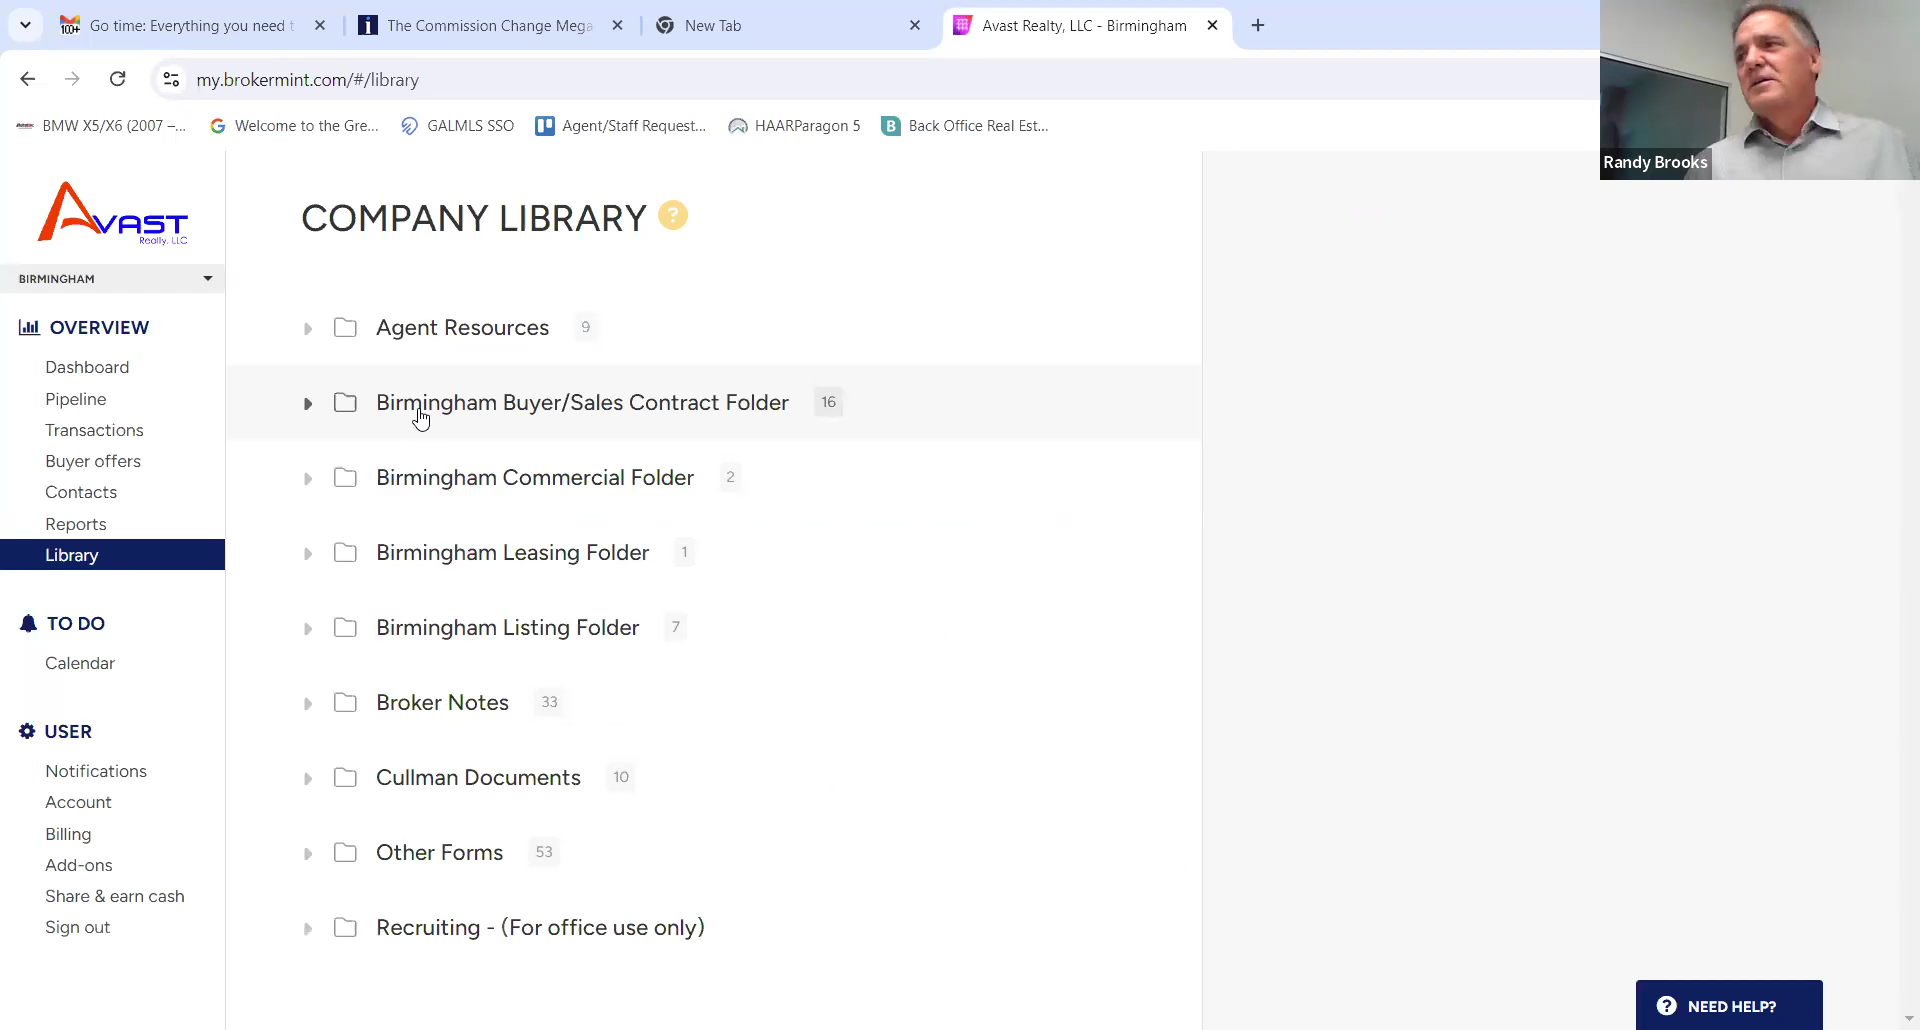 Go time: Everything you need t
The Commission Change Mega
New Tab
Avast Realty, LLC - Birmingham
my.brokermint.com/#/library
BMW X5/X6 (2007 –...
Welcome to the Gre...
GALMLS SSO
Agent/Staff Request...
HAARParagon 5
Back Office Real Est...
Randy Brooks
AVAST
Realty, LLC
BIRMINGHAM
OVERVIEW
Dashboard
Pipeline
Transactions
Buyer offers
Contacts
Reports
Library
TO DO
Calendar
USER
Notifications
Account
Billing
Add-ons
Share & earn cash
Sign out
COMPANY LIBRARY ?
Agent Resources 9
Birmingham Buyer/Sales Contract Folder 16
Birmingham Commercial Folder 2
Birmingham Leasing Folder 1
Birmingham Listing Folder 7
Broker Notes 33
Cullman Documents 10
Other Forms 53
Recruiting - (For office use only)
? NEED HELP?